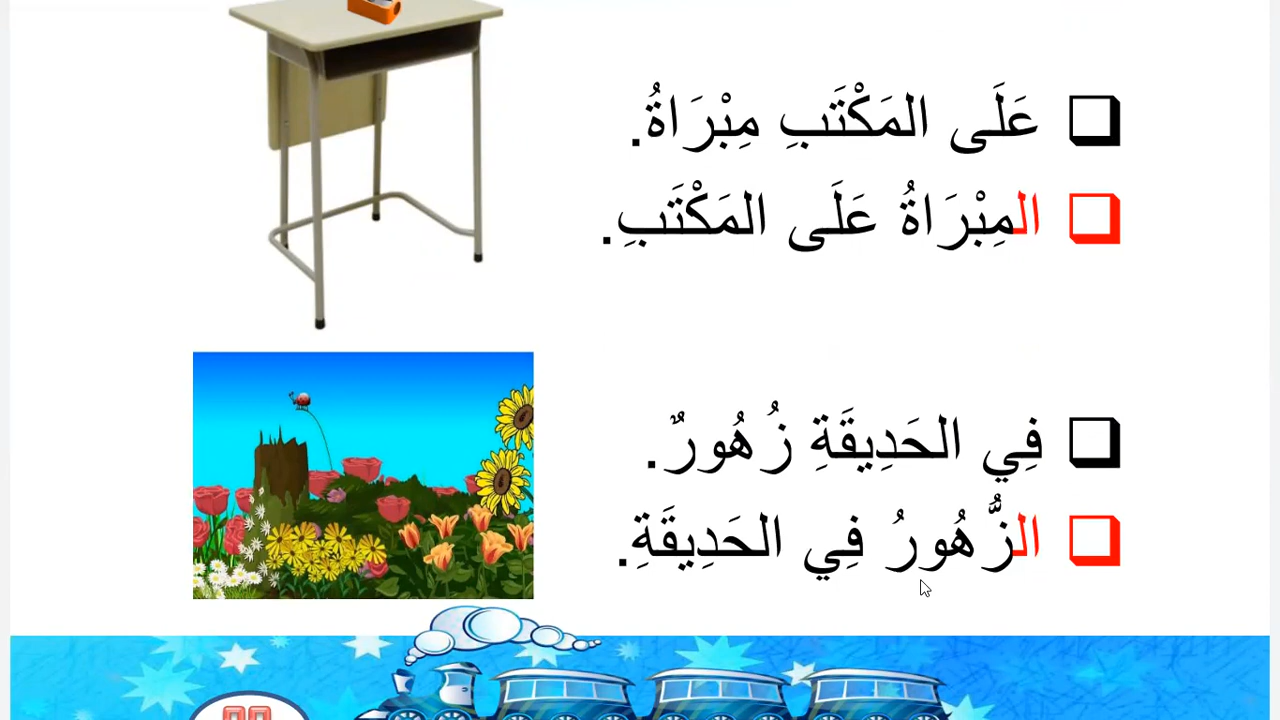 عَلَى المَكْتَبِ مِبْرَاةُ.
المِبْرَاةُ عَلَى المَكْتَبِ.
فِي الحَدِيقَةِ زُهُورٌ.
الزُّهُورُ فِي الحَدِيقَةِ.